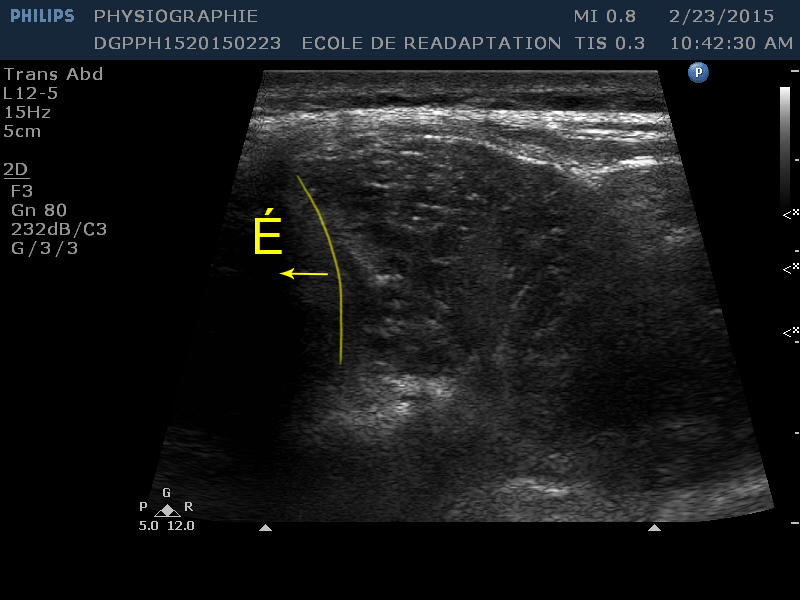 PHILIPS PHYSIOGRAPHIE MI 0.8 2/23/2015
DGPPH1520150223 ECOLE DE READAPTATION TIS 0.3 10:42:30 AM
Trans Abd
L12-5
15Hz
5cm
2D
F3
Gn 80
232dB/C3
G/3/3
P
É
G
P R
5.0 12.0